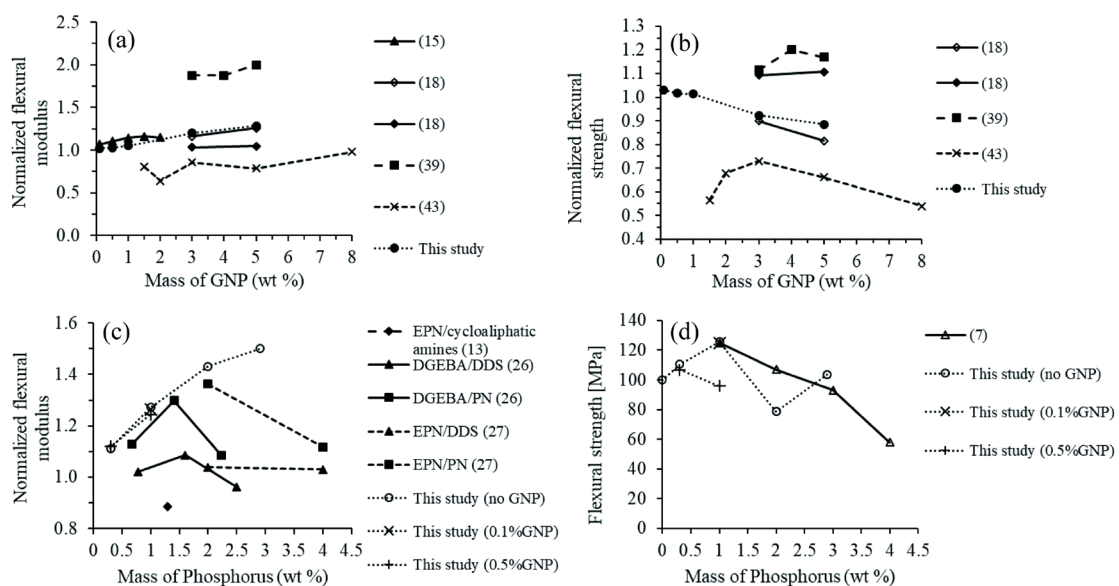 (a)
Normalized flexural
modulus
2.5
2.0
1.5
1.0
0.5
0.0
0 1 2 3 4 5 6 7 8
Mass of GNP (wt %)
(15)
(18)
(18)
(39)
(43)
This study
(b)
Normalized flexural
strength
1.3
1.2
1.1
1.0
0.9
0.8
0.7
0.6
0.5
0.4
0 1 2 3 4 5 6 7 8
Mass of GNP (wt %)
(18)
(18)
(39)
(43)
This study
(c)
Normalized flexural
modulus
1.6
1.4
1.2
1.0
0.8
0 0.5 1 1.5 2 2.5 3 3.5 4 4.5
Mass of Phosphorus (wt %)
EPN/cycloaliphatic
amines (13)
DGEBA/DDS (26)
DGEBA/PN (26)
EPN/DDS (27)
EPN/PN (27)
This study (no GNP)
This study (0.1%GNP)
This study (0.5%GNP)
(d)
Flexural strength [MPa]
140
120
100
80
60
40
20
0
0 0.5 1 1.5 2 2.5 3 3.5 4 4.5
Mass of Phosphorus (wt %)
(7)
This study (no GNP)
This study (0.1%GNP)
This study (0.5%GNP)